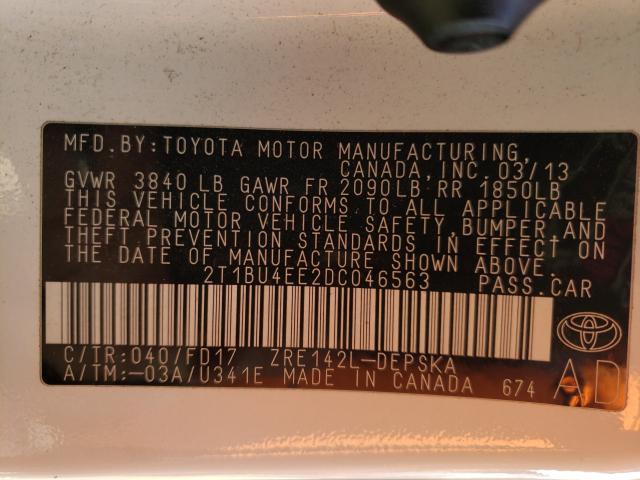 MFD. BY: TOYOTA MOTOR MANUFACTURING,
CANADA, INC. 03/13
GVWR 3840 LB GAWR FR 2090LB RR 1850LB
THIS VEHICLE CONFORMS TO ALL APPLICABLE
FEDERAL MOTOR VEHICLE SAFETY, BUMPER, AND
THEFT PREVENTION STANDARDS IN EFFECT ON
THE DATE OF MANUFACTURE SHOWN ABOVE.
2T1BU4EE2DC046563 PASS. CAR
C/TR: 040/FD17 ZRE142L-DEPSKA
A/TM: -03A/U341E MADE IN CANADA 674 AD